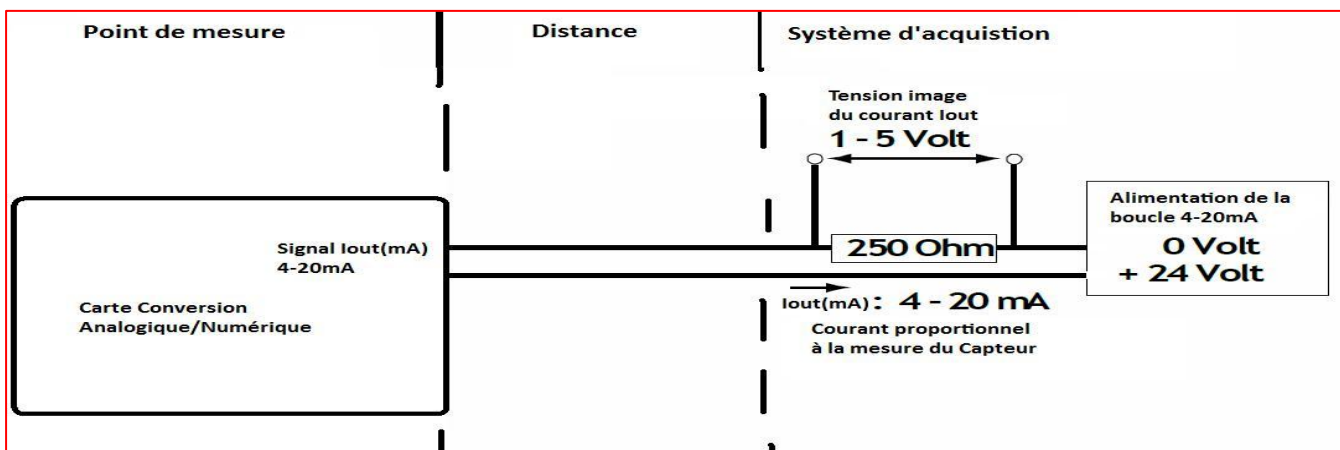 Point de mesure
Distance
Système d'acquistion
Tension image
du courant Iout
1 - 5 Volt
Alimentation de la
boucle 4-20mA
0 Volt
+ 24 Volt
Signal Iout(mA)
4-20mA
250 Ohm
Carte Conversion
Analogique/Numérique
Iout(mA) : 4 - 20 mA
Courant proportionnel
à la mesure du Capteur